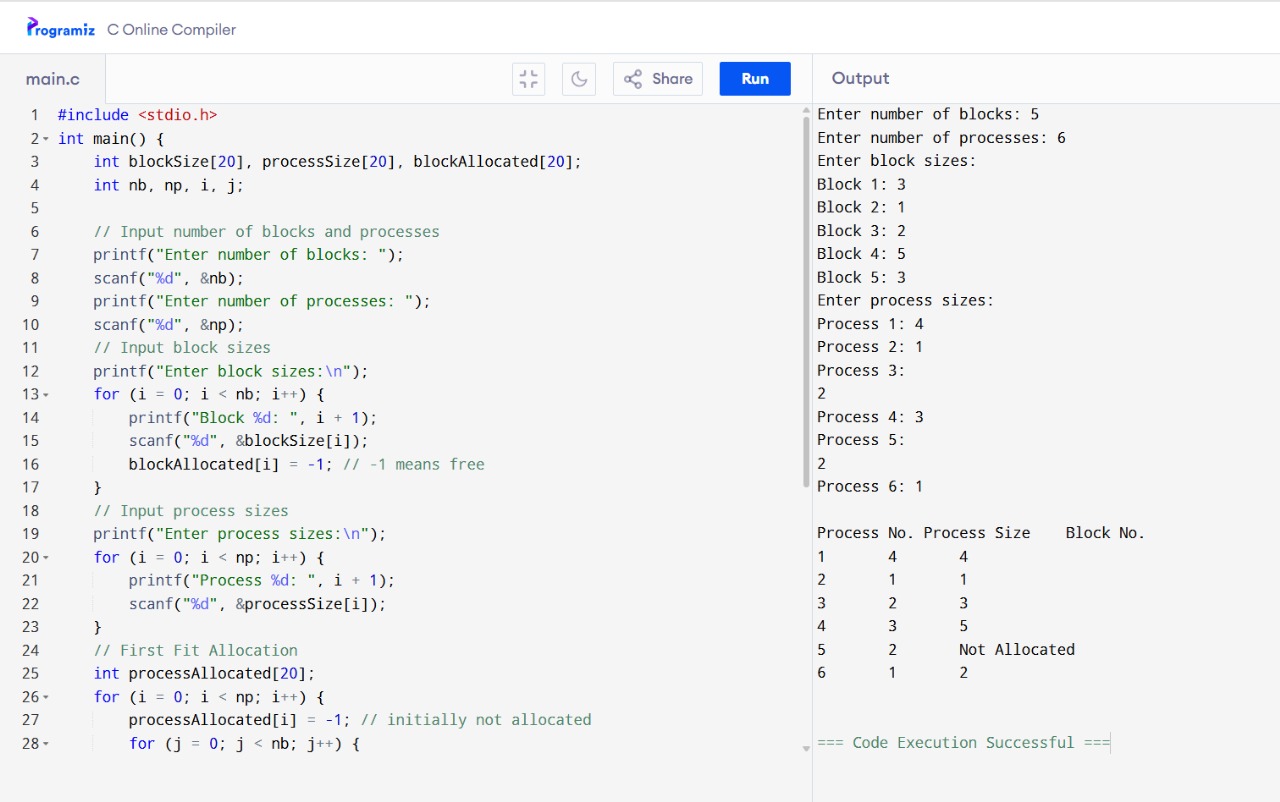 Programiz C Online Compiler
main.c
Share
Run
Output
1 #include <stdio.h>
2 int main() {
3 int blockSize[20], processSize[20], blockAllocated[20];
4 int nb, np, i, j;
5
6 // Input number of blocks and processes
7 printf("Enter number of blocks: ");
8 scanf("%d", &nb);
9 printf("Enter number of processes: ");
10 scanf("%d", &np);
11 // Input block sizes
12 printf("Enter block sizes:\n");
13 for (i = 0; i < nb; i++) {
14 printf("Block %d: ", i + 1);
15 scanf("%d", &blockSize[i]);
16 blockAllocated[i] = -1; // -1 means free
17 }
18 // Input process sizes
19 printf("Enter process sizes:\n");
20 for (i = 0; i < np; i++) {
21 printf("Process %d: ", i + 1);
22 scanf("%d", &processSize[i]);
23 }
24 // First Fit Allocation
25 int processAllocated[20];
26 for (i = 0; i < np; i++) {
27 processAllocated[i] = -1; // initially not allocated
28 for (j = 0; j < nb; j++) {
Enter number of blocks: 5
Enter number of processes: 6
Enter block sizes:
Block 1: 3
Block 2: 1
Block 3: 2
Block 4: 5
Block 5: 3
Enter process sizes:
Process 1: 4
Process 2: 1
Process 3:
2
Process 4: 3
Process 5:
2
Process 6: 1
Process No. Process Size Block No.
1 4 4
2 1 1
3 2 3
4 3 5
5 2 Not Allocated
6 1 2
=== Code Execution Successful ===